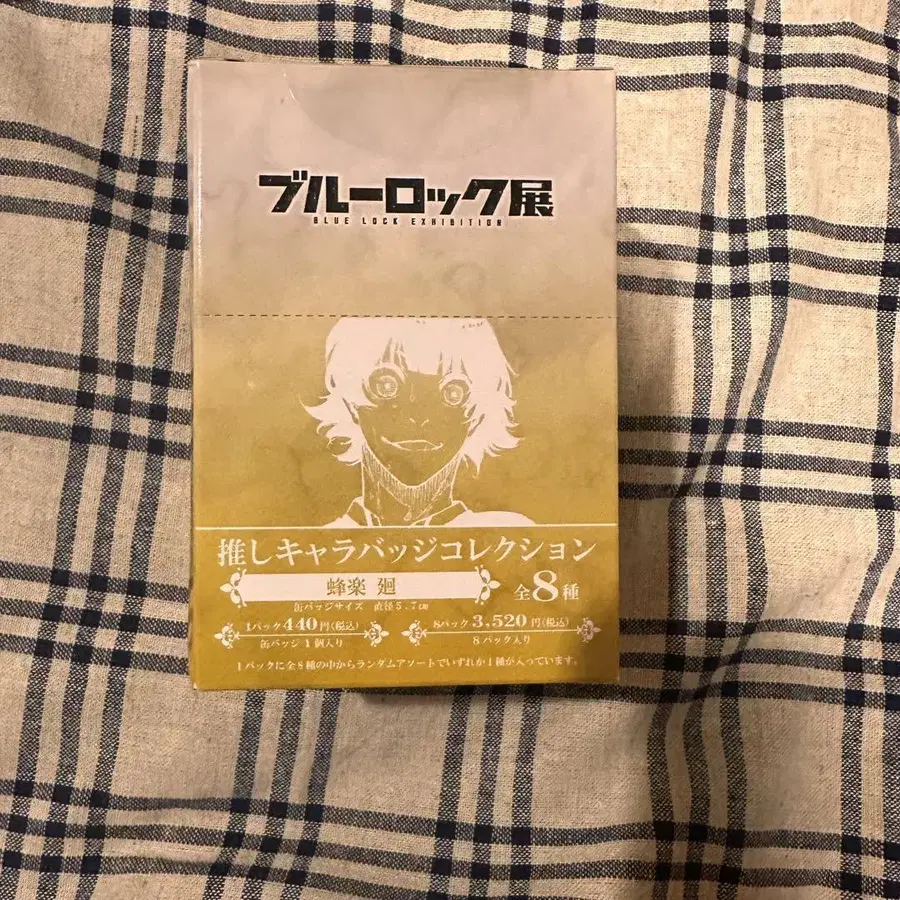 ブルーロック展
BLUE LOCK EXHIBITION
推しキャラバッジコレクション
蜂楽 廻
全8種
缶バッジサイズ 直径5.7cm
1パック440円(税込)
8パック3,520円(税込)
缶バッジ1個入り
8パック入り
1パックに全8種の中からランダムアソートでいずれか1種が入っています。